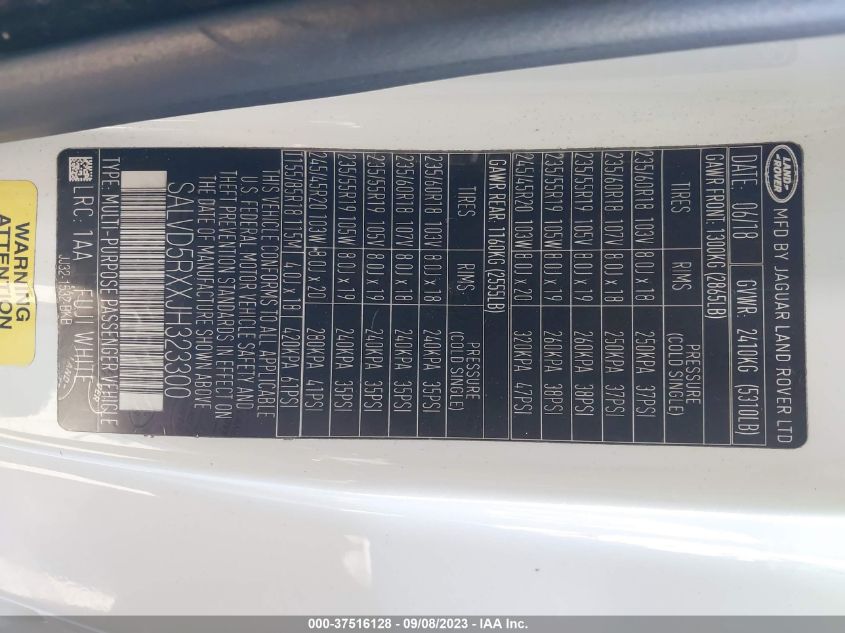 LAND
ROVER
MFD BY JAGUAR LAND ROVER LTD
DATE: 06/18 GVWR: 2410KG (5310LB)
GAWR FRONT: 1300KG (2865LB)
TIRES RIMS PRESSURE
(COLD SINGLE)
235/60R18 103V 8.0J x 18 250KPA 37PSI
235/60R18 107V 8.0J x 18 250KPA 37PSI
235/55R19 105V 8.0J x 19 260KPA 38PSI
235/55R19 105W 8.0J x 19 260KPA 38PSI
245/45R20 103W 8.0J x 20 320KPA 47PSI
GAWR REAR: 1160KG (2555LB)
TIRES RIMS PRESSURE
(COLD SINGLE)
235/60R18 103V 8.0J x 18 240KPA 35PSI
235/60R18 107V 8.0J x 18 240KPA 35PSI
235/55R19 105V 8.0J x 19 240KPA 35PSI
235/55R19 105W 8.0J x 19 240KPA 35PSI
245/45R20 103W 8.0J x 20 280KPA 41PSI
T155/85R18 115M 4.0J x 18 420KPA 61PSI
THIS VEHICLE CONFORMS TO ALL APPLICABLE
U.S. FEDERAL MOTOR VEHICLE SAFETY AND
THEFT PREVENTION STANDARDS IN EFFECT ON
THE DATE OF MANUFACTURE SHOWN ABOVE
SALVD5RXXJH323300
TYPE: MULTI-PURPOSE PASSENGER VEHICLE
RC: 1AA FUJI WHITE
WARNING
ATTENTION
000-37516128 - 09/08/2023 - IAA Inc.